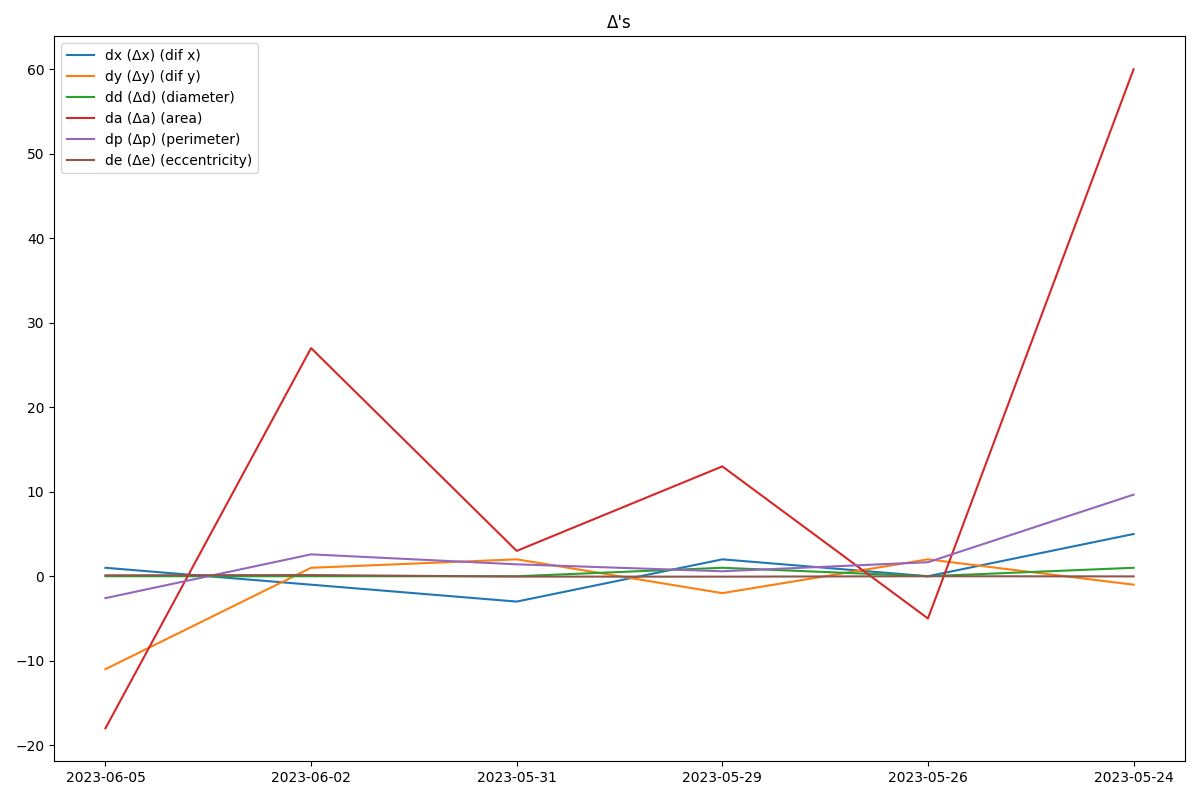 Δ's
dx (Δx) (dif x)
dy (Δy) (dif y)
dd (Δd) (diameter)
da (Δa) (area)
dp (Δp) (perimeter)
de (Δe) (eccentricity)
60
50
40
30
20
10
0
−10
−20
2023-06-05 2023-06-02 2023-05-31 2023-05-29 2023-05-26 2023-05-24